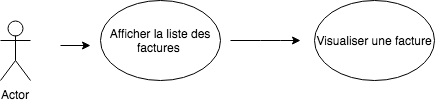 Afficher la liste des
factures
Visualiser une facture
Actor